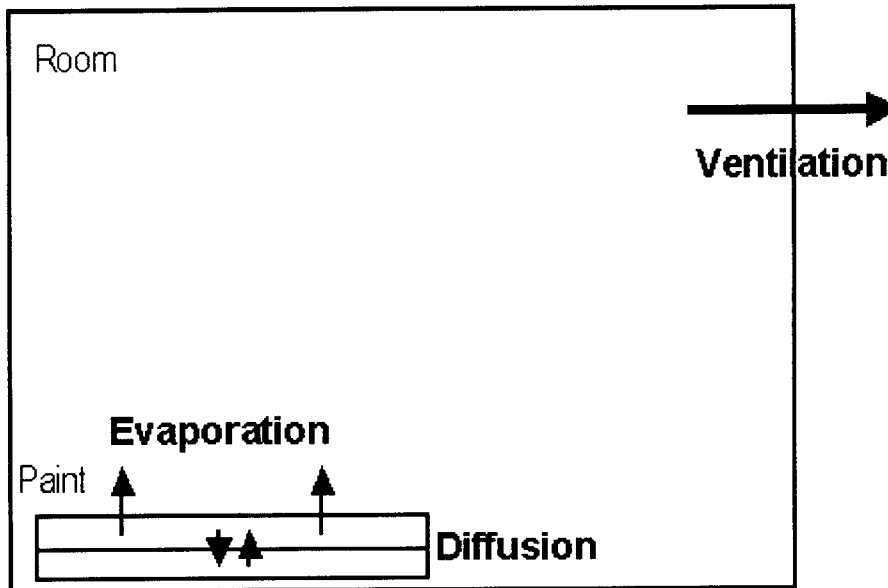 Room
Ventilation
Evaporation
Paint
Diffusion